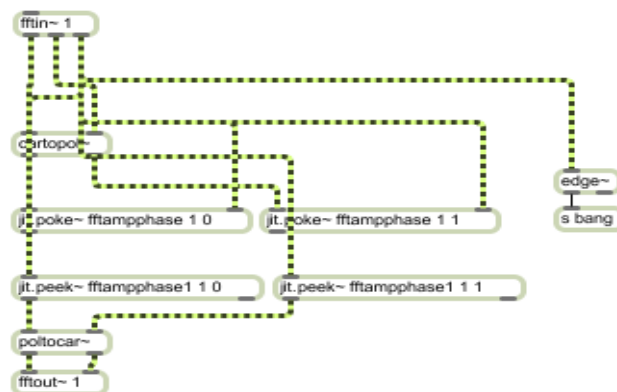 fftin~ 1
cartopol~
edge~
s bang
jit.poke~ fftampphase 1 0
jit.poke~ fftampphase 1 1
jit.peek~ fftampphase1 1 0
jit.peek~ fftampphase1 1 1
poltocar~
fftout~ 1